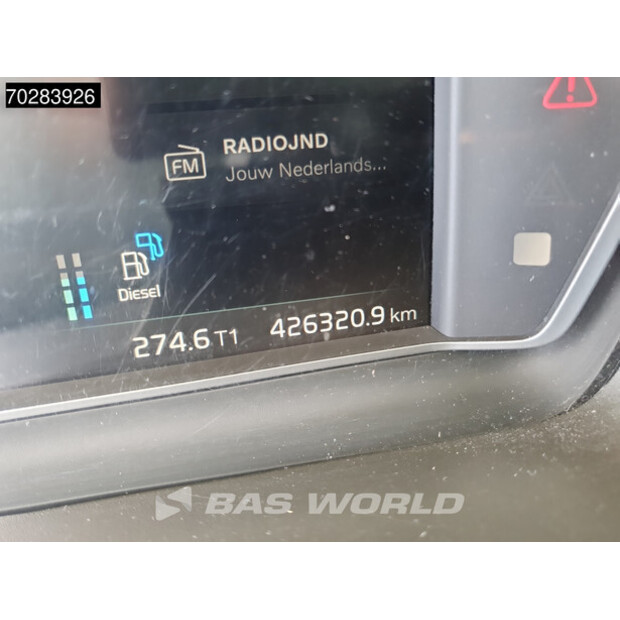 70283926
RADIOJND
FM
Jouw Nederlands...
Diesel
274.6 T1 426320.9 km
BAS WORLD